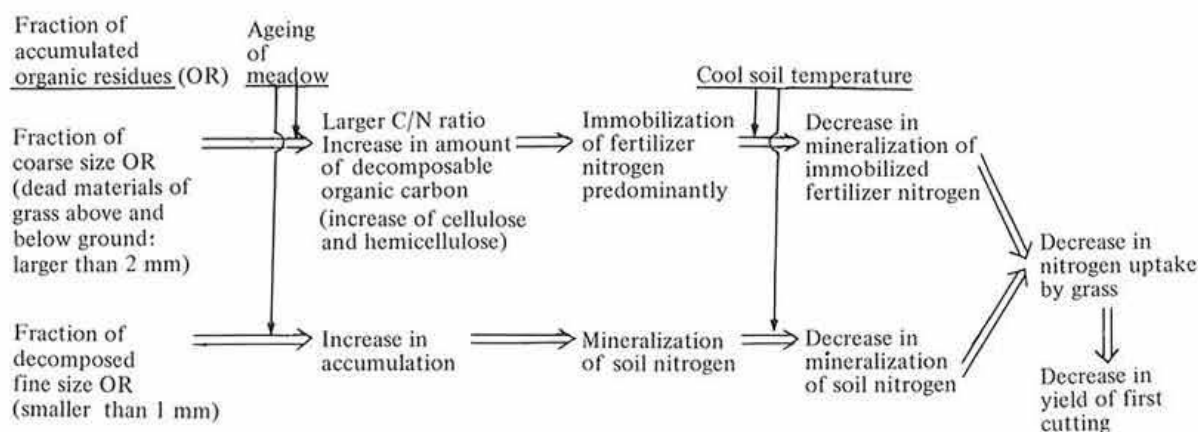 Fraction of
accumulated
organic residues (OR)
Ageing
of
meadow
Cool soil temperature
Fraction of
coarse size OR
(dead materials of
grass above and
below ground:
larger than 2 mm)
Larger C/N ratio
Increase in amount
of decomposable
organic carbon
(increase of cellulose
and hemicellulose)
Immobilization
of fertilizer
nitrogen
predominantly
Decrease in
mineralization of
immobilized
fertilizer nitrogen
Fraction of
decomposed
fine size OR
(smaller than 1 mm)
Increase in
accumulation
Mineralization
of soil nitrogen
Decrease in
mineralization
of soil nitrogen
Decrease in
nitrogen uptake
by grass
Decrease in
yield of first
cutting